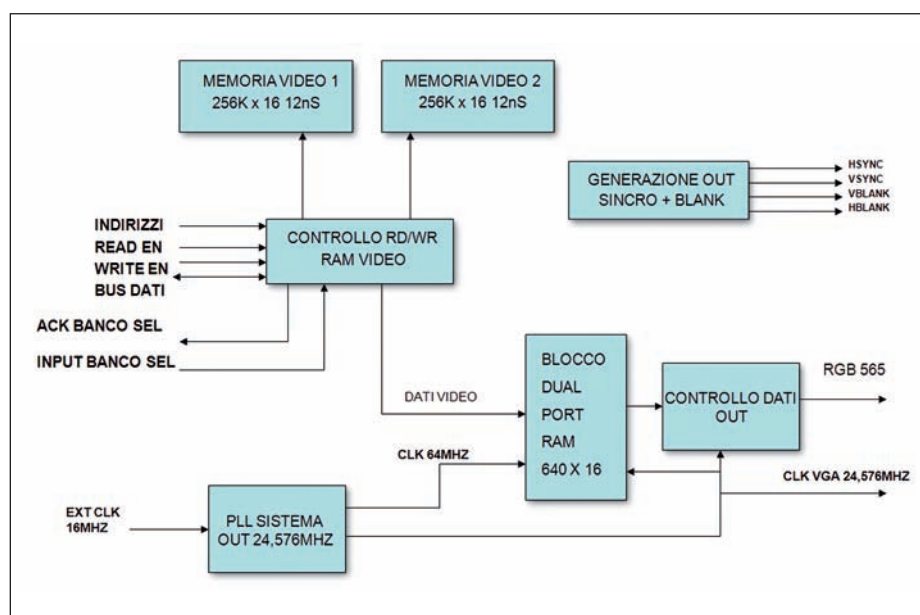 MEMORIA VIDEO 1
256K x 16 12nS
MEMORIA VIDEO 2
256K x 16 12nS
GENERAZIONE OUT
SINCRO + BLANK
HSYNC
VSYNC
VBLANK
HBLANK
INDIRIZZI
READ EN
WRITE EN
BUS DATI
CONTROLLO RD/WR
RAM VIDEO
ACK BANCO SEL
INPUT BANCO SEL
DATI VIDEO
BLOCCO
DUAL
PORT
RAM
640 X 16
CONTROLLO DATI
OUT
RGB 565
CLK 64MHZ
CLK VGA 24,576MHZ
EXT CLK
16MHZ
PLL SISTEMA
OUT 24,576MHZ